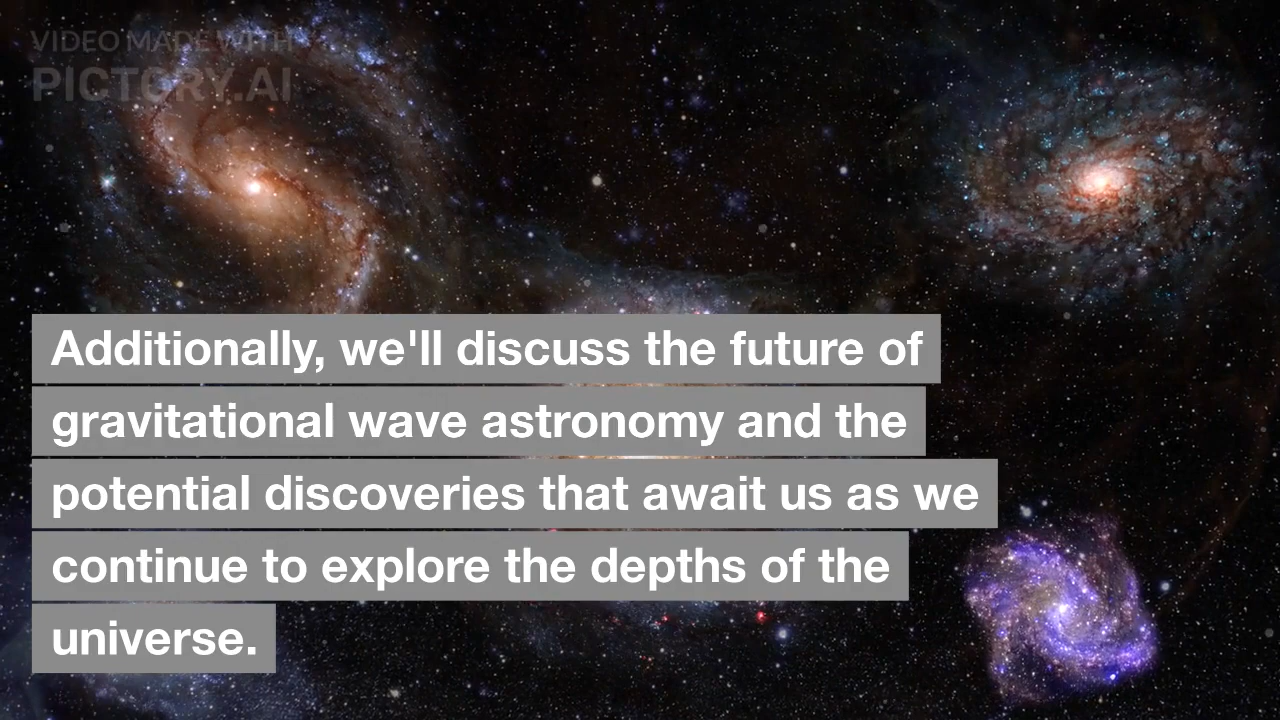 VIDEO MADE WITH
PICTORY.AI
Additionally, we'll discuss the future of
gravitational wave astronomy and the
potential discoveries that await us as we
continue to explore the depths of the
universe.